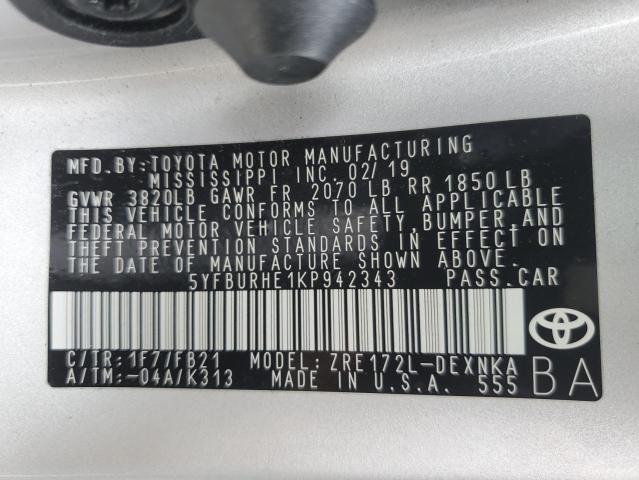 MFD.BY:TOYOTA MOTOR MANUFACTURING
MISSISSIPPI INC. 02/19
GVWR 3820LB GAWR FR 2070 LB RR 1850LB
THIS VEHICLE CONFORMS TO ALL APPLICABLE
FEDERAL MOTOR VEHICLE SAFETY,BUMPER,AND
THEFT PREVENTION STANDARDS IN EFFECT ON
THE DATE OF MANUFACTURE SHOWN ABOVE.
5YFBURHE1KP942343 PASS.CAR
C/TR:1F7/FB21 MODEL:ZRE172L-DEXNKA
A/TM:-04A/K313 MADE IN U.S.A. 555
BA